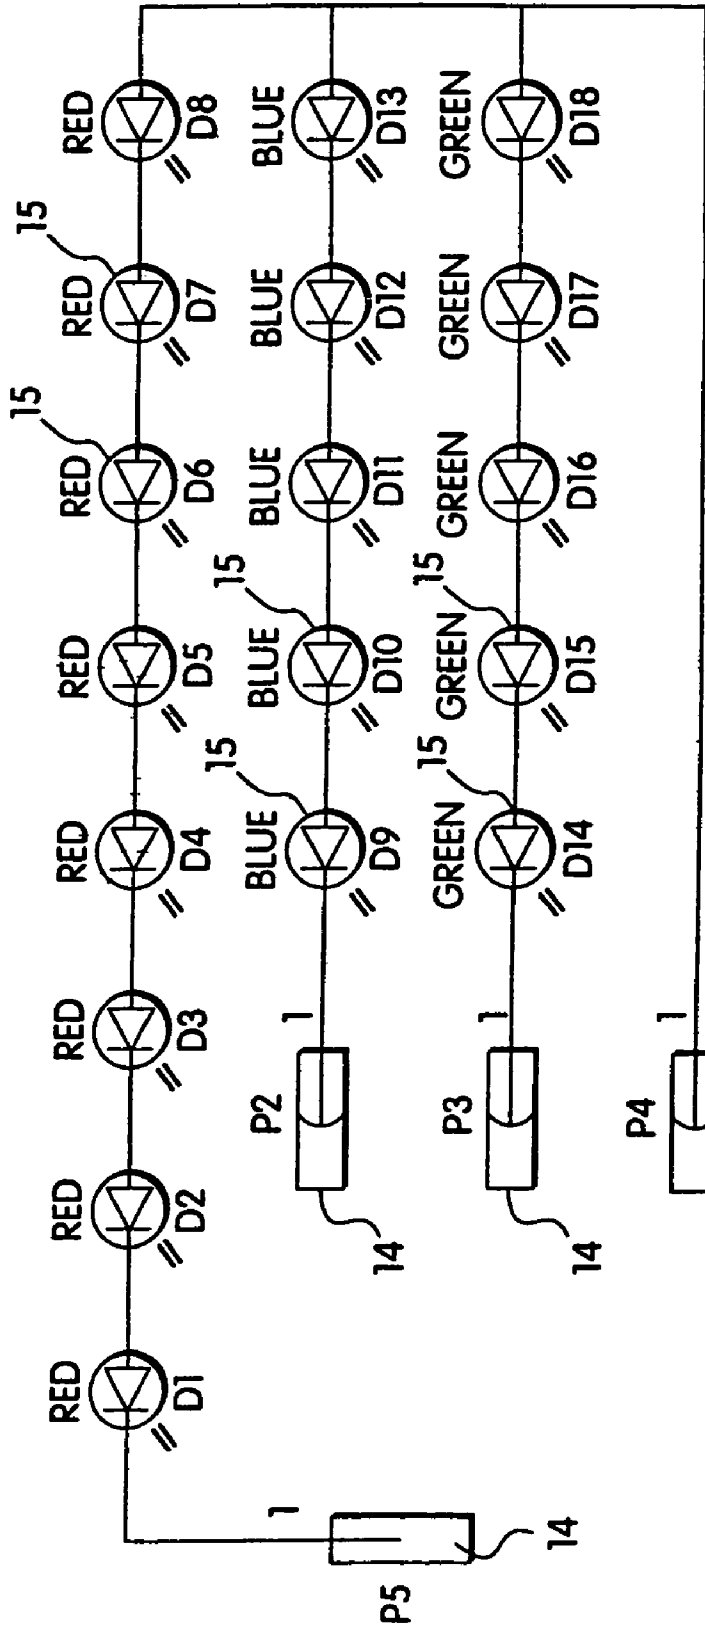 15 15
RED RED RED RED RED RED RED RED
D1 D2 D3 D4 D5 D6 D7 D8
15 15
P2 BLUE BLUE BLUE BLUE BLUE
1 1
P5 14 D9 D10 D11 D12 D13
15 15
P3 GREEN GREEN GREEN GREEN GREEN
1
14 14 D14 D15 D16 D17 D18
P4
1